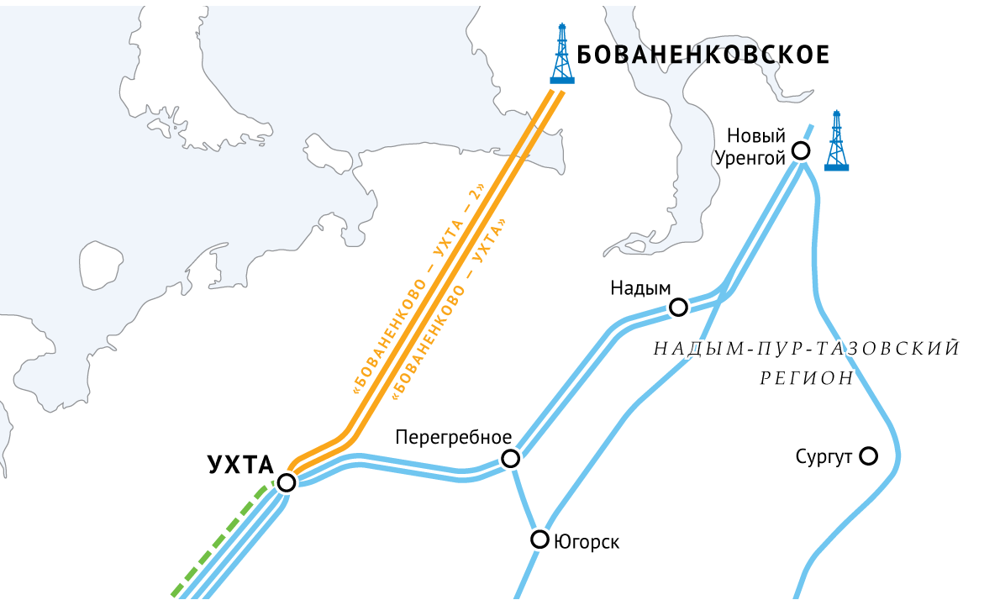 БОВАНЕНКОВСКОЕ
Новый
Уренгой
«БОВАНЕНКОВО – УХТА – 2»
«БОВАНЕНКОВО – УХТА»
Надым
НАДЫМ-ПУР-ТАЗОВСКИЙ
РЕГИОН
Перегребное
УХТА
Сургут
Югорск